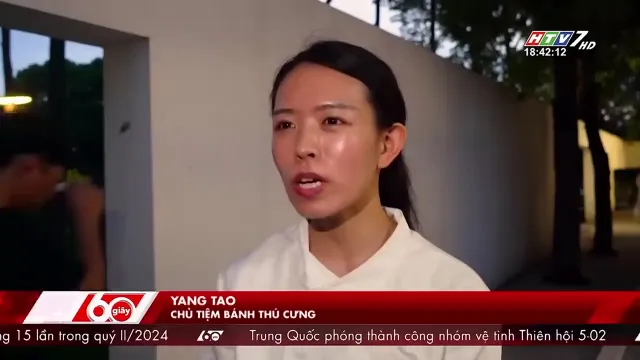 HTV7 HD
18:42:12
YANG TAO
60 giây
CHỦ TIỆM BÁNH THÚ CƯNG
g 15 lần trong quý II/2024 60 Trung Quốc phóng thành công nhóm vệ tinh Thiên hội 5-02